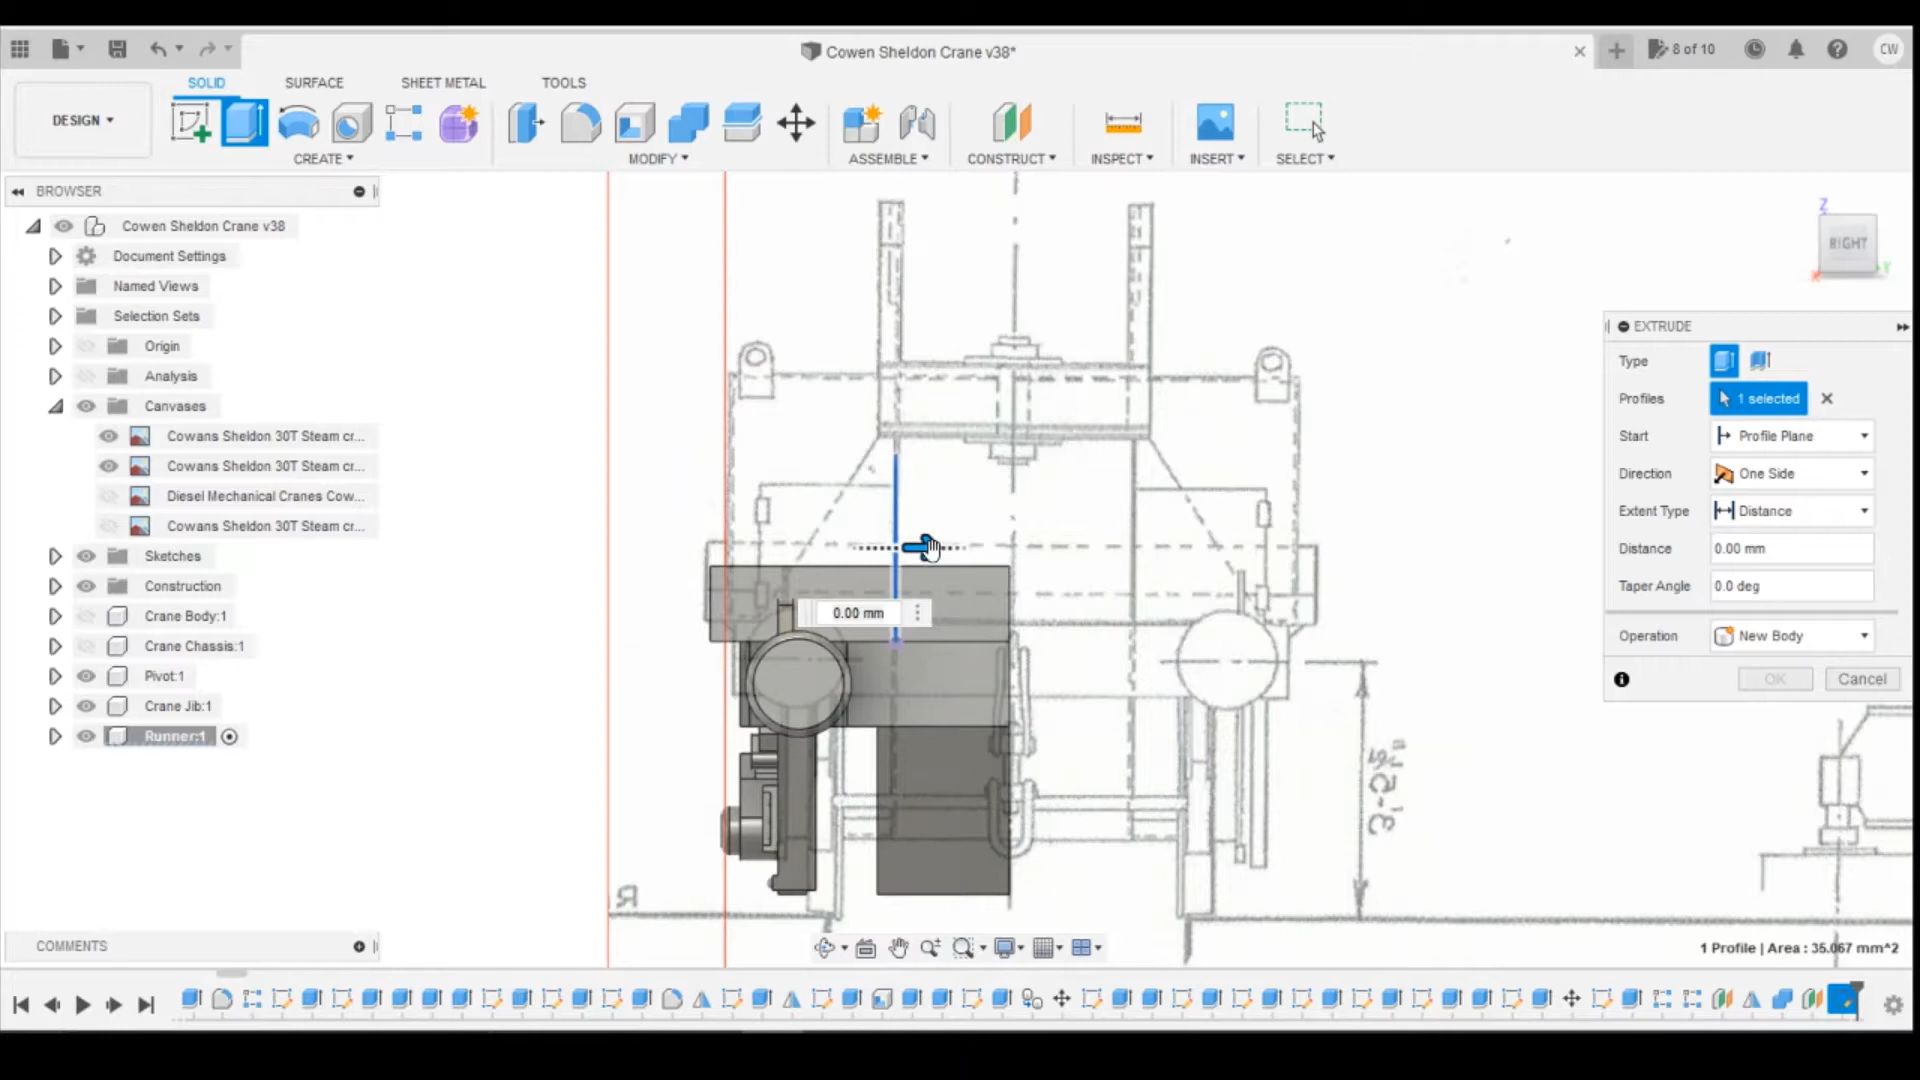 Cowen Sheldon Crane v38*
8 of 10
CW
DESIGN
SOLID
SURFACE
SHEET METAL
TOOLS
CREATE
MODIFY
ASSEMBLE
CONSTRUCT
INSPECT
INSERT
SELECT
BROWSER
Cowen Sheldon Crane v38
Document Settings
Named Views
Selection Sets
Origin
Analysis
Canvases
Cowans Sheldon 30T Steam cr...
Cowans Sheldon 30T Steam cr...
Diesel Mechanical Cranes Cow...
Cowans Sheldon 30T Steam cr...
Sketches
Construction
Crane Body:1
Crane Chassis:1
Pivot:1
Crane Jib:1
Runner:1
Z
RIGHT
X
Y
0.00 mm
R
EXTRUDE
Type
Profiles 1 selected
Start Profile Plane
Direction One Side
Extent Type Distance
Distance 0.00 mm
Taper Angle 0.0 deg
Operation New Body
OK Cancel
COMMENTS
1 Profile | Area : 35.067 mm^2